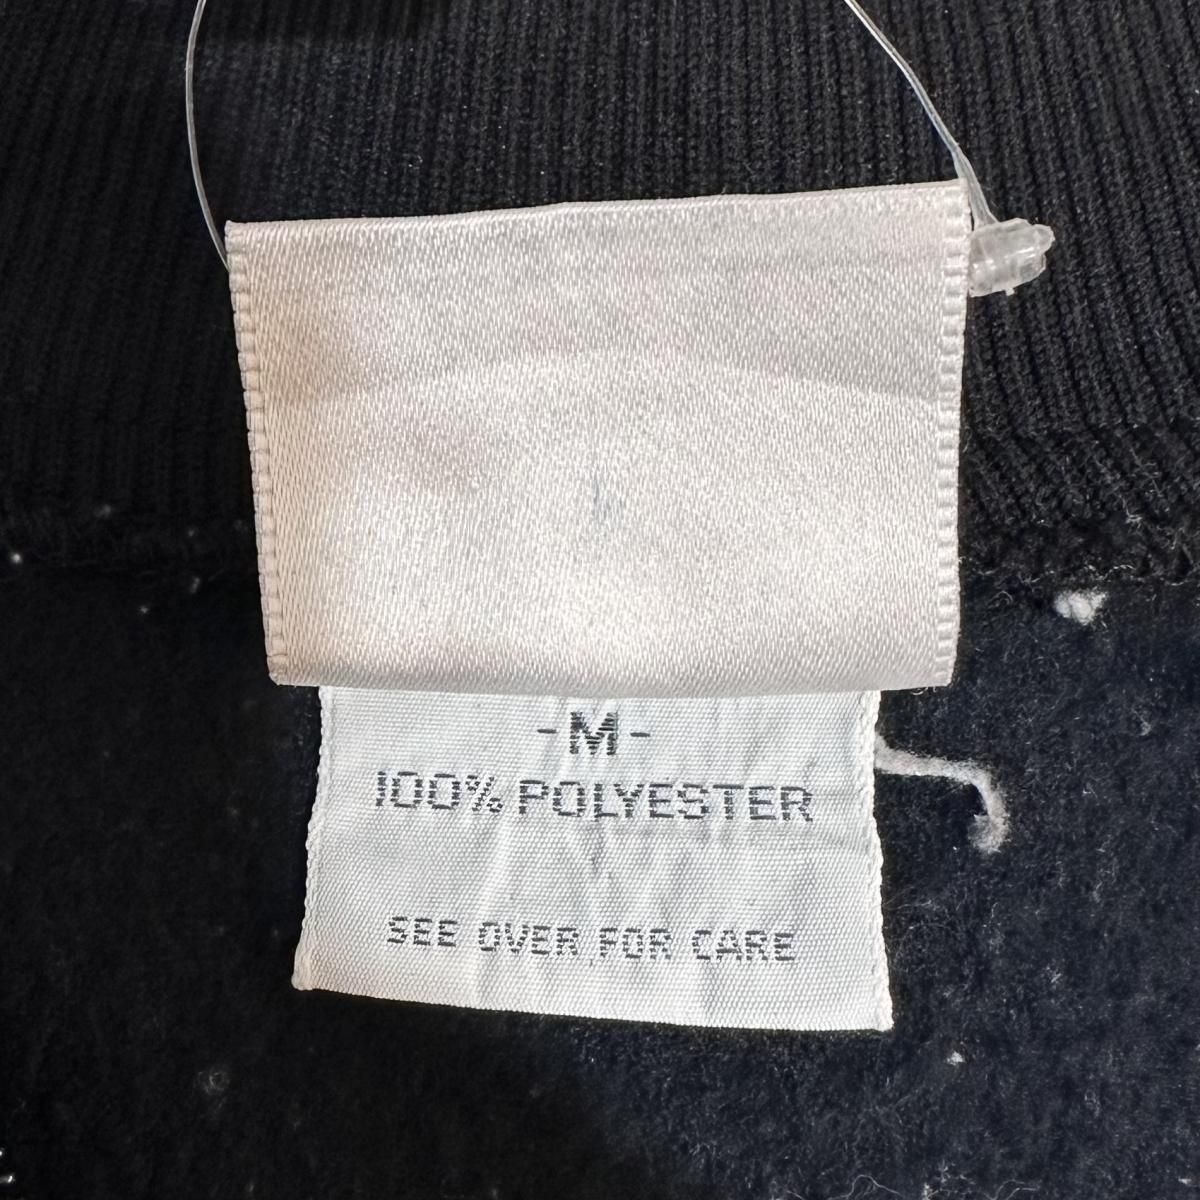 -M-
100% POLYESTER
SEE OVER FOR CARE